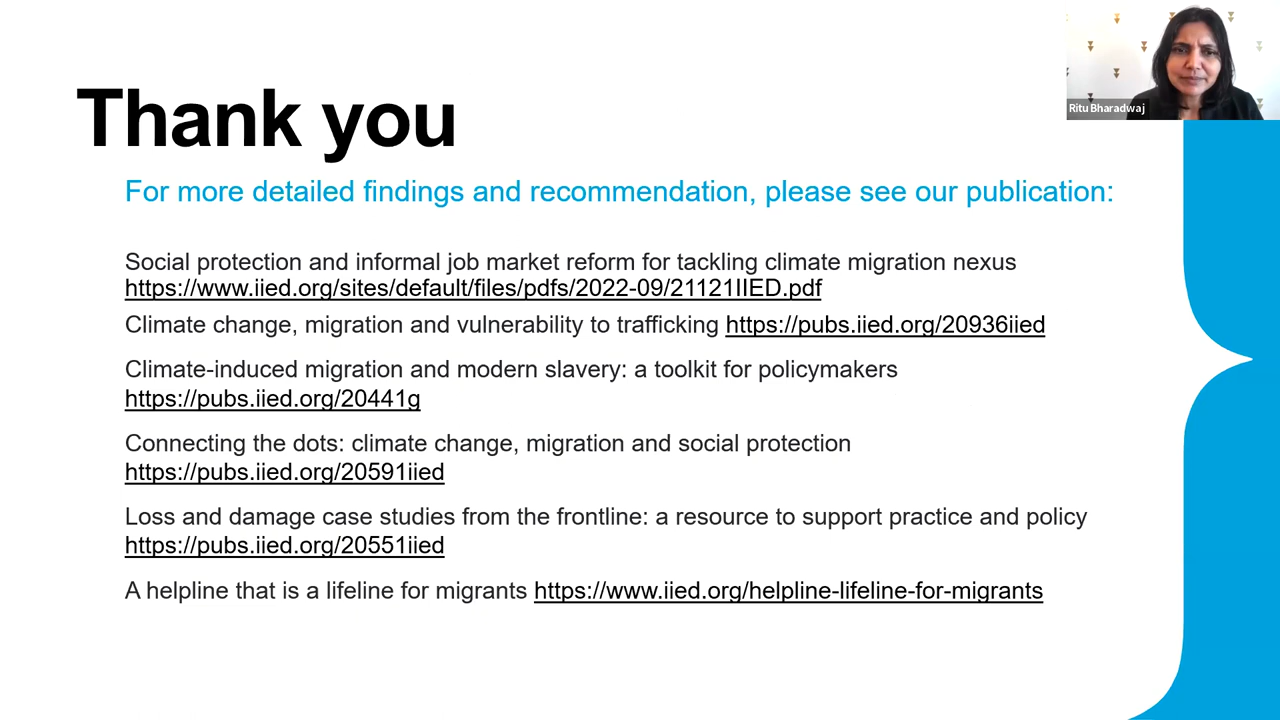 Thank you
Ritu Bharadwaj
For more detailed findings and recommendation, please see our publication:
Social protection and informal job market reform for tackling climate migration nexus
https://www.iied.org/sites/default/files/pdfs/2022-09/21121IIED.pdf
Climate change, migration and vulnerability to trafficking https://pubs.iied.org/20936iied
Climate-induced migration and modern slavery: a toolkit for policymakers
https://pubs.iied.org/20441g
Connecting the dots: climate change, migration and social protection
https://pubs.iied.org/20591iied
Loss and damage case studies from the frontline: a resource to support practice and policy
https://pubs.iied.org/20551iied
A helpline that is a lifeline for migrants https://www.iied.org/helpline-lifeline-for-migrants